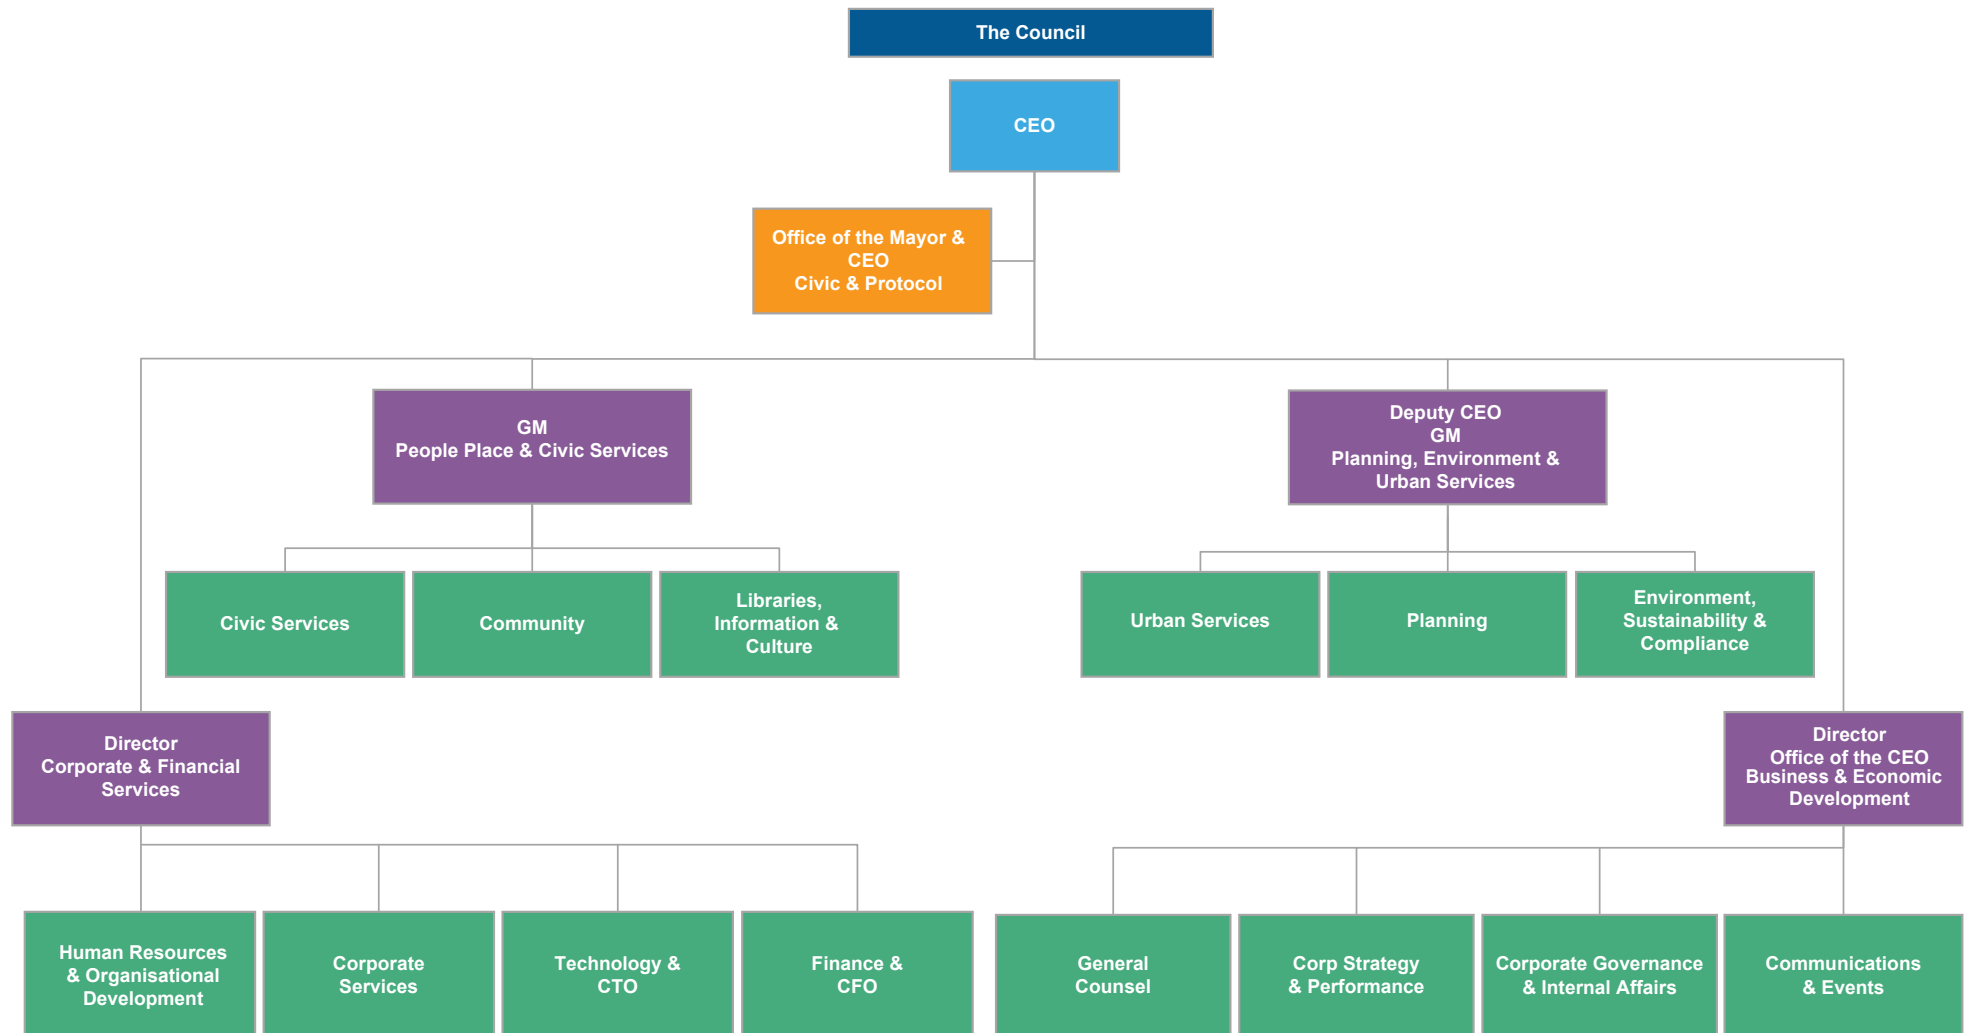 The Council
CEO
Office of the Mayor &
CEO
Civic & Protocol
GM
People Place & Civic Services
Deputy CEO
GM
Planning, Environment &
Urban Services
Civic Services
Community
Libraries,
Information &
Culture
Urban Services
Planning
Environment,
Sustainability &
Compliance
Director
Corporate & Financial
Services
Director
Office of the CEO
Business & Economic
Development
Human Resources
& Organisational
Development
Corporate
Services
Technology &
CTO
Finance &
CFO
General
Counsel
Corp Strategy
& Performance
Corporate Governance
& Internal Affairs
Communications
& Events